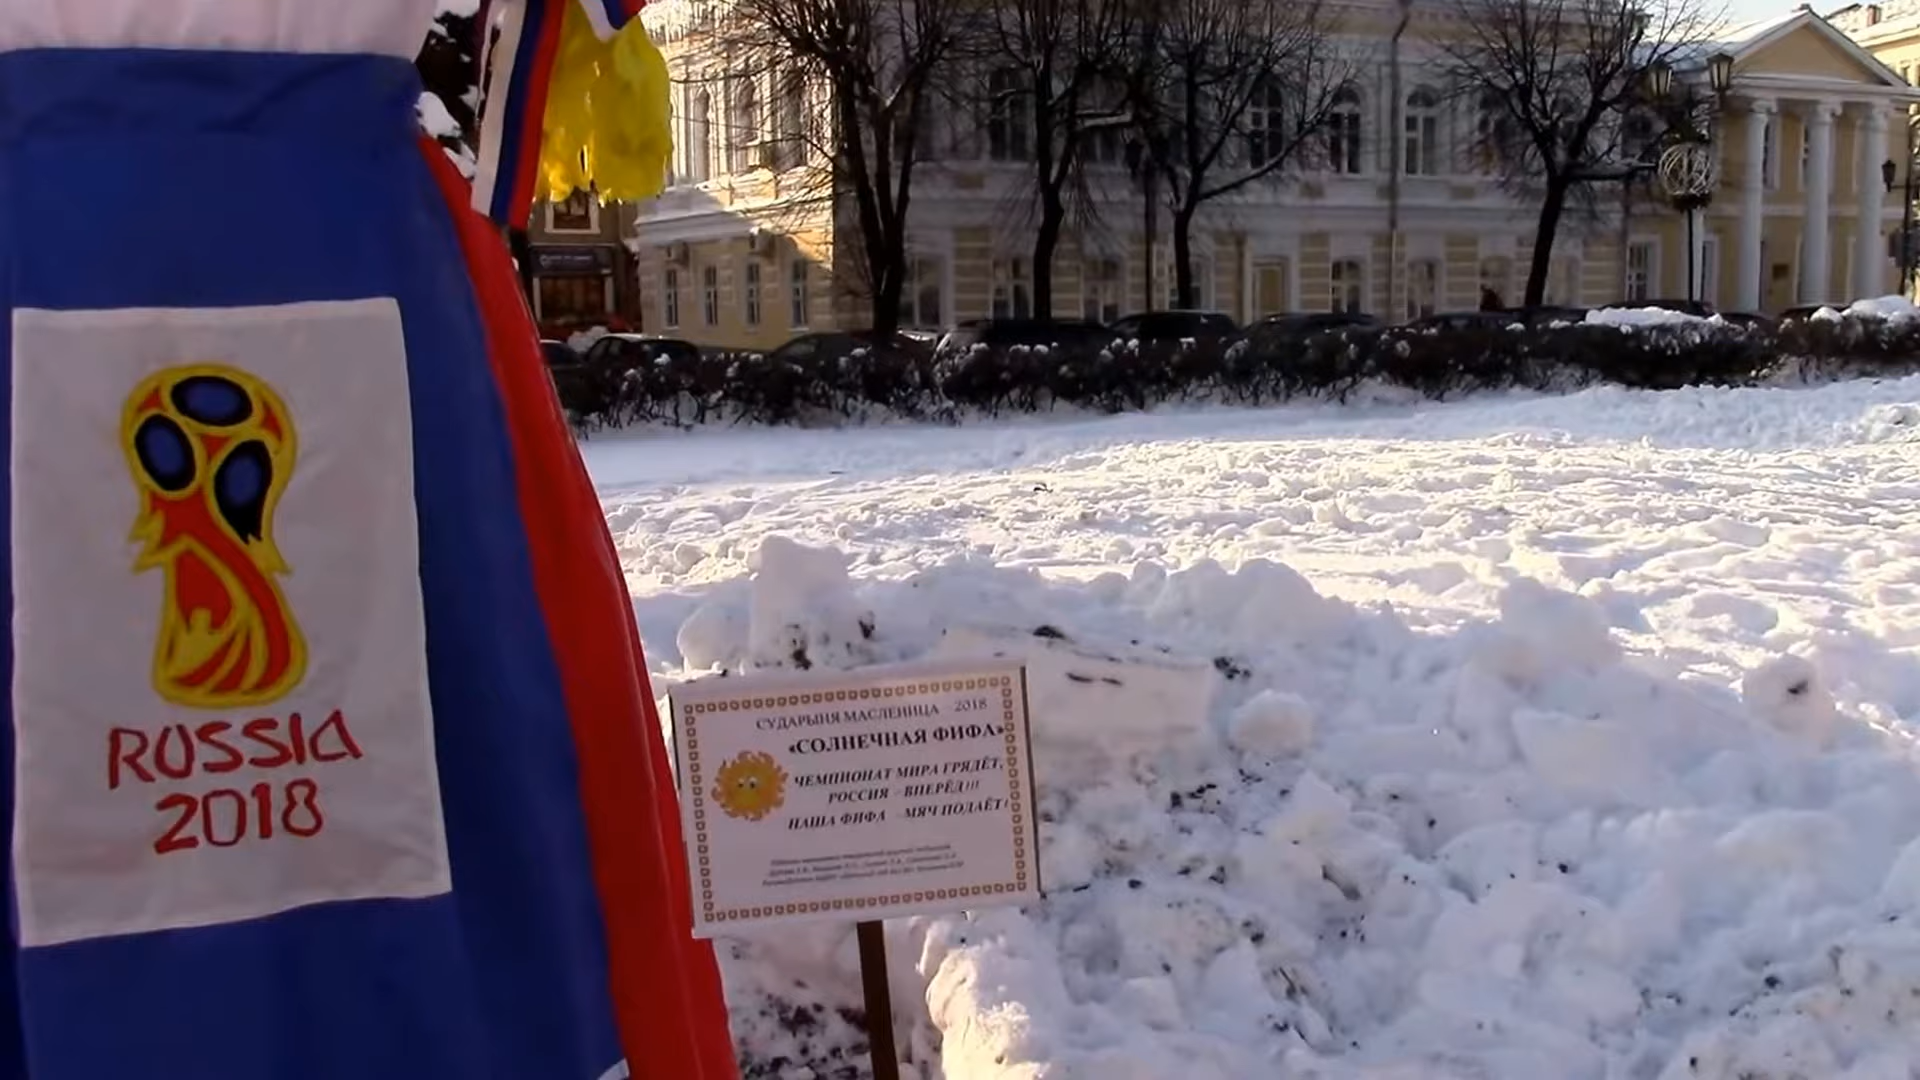 RUSSIA
2018
СУДАРЫНЯ МАСЛЕНИЦА - 2018
«СОЛНЕЧНАЯ ФИФА»
ЧЕМПИОНАТ МИРА ГРЯДЁТ,
РОССИЯ - ВПЕРЁД!!!
НАША ФИФА - МЯЧ ПОДАЁТ!